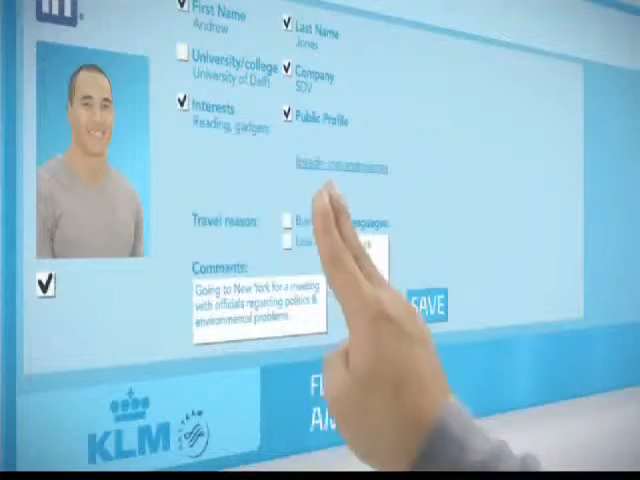 in.
First Name
Andrew
Last Name
Jones
University/college
University of Delft
Company
SDV
Interests
Reading, gadgets
Public Profile
Travel reason:
Comments:
Going to New York for a meeting
with officials regarding politics &
environmental problems.
SAVE
KLM